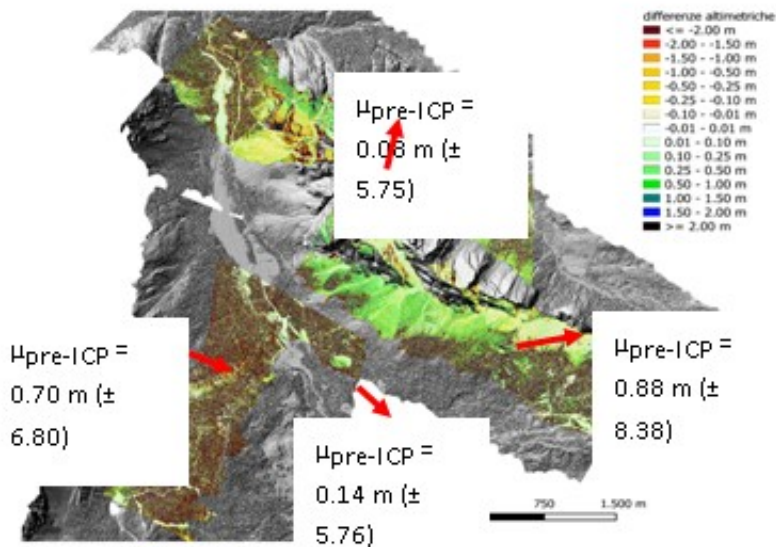 differenze altimetriche
<= -2.00 m
-2.00 - -1.50 m
-1.50 - -1.00 m
-1.00 - -0.50 m
-0.50 - -0.25 m
-0.25 - -0.10 m
-0.10 - -0.01 m
-0.01 - 0.01 m
0.01 - 0.10 m
0.10 - 0.25 m
0.25 - 0.50 m
0.50 - 1.00 m
1.00 - 1.50 m
1.50 - 2.00 m
>= 2.00 m
μpre-ICP =
0.08 m (±
5.75)
μpre-ICP =
0.70 m (±
6.80)
μpre-ICP =
0.88 m (±
8.38)
μpre-ICP =
0.14 m (±
5.76)
750 1.500 m